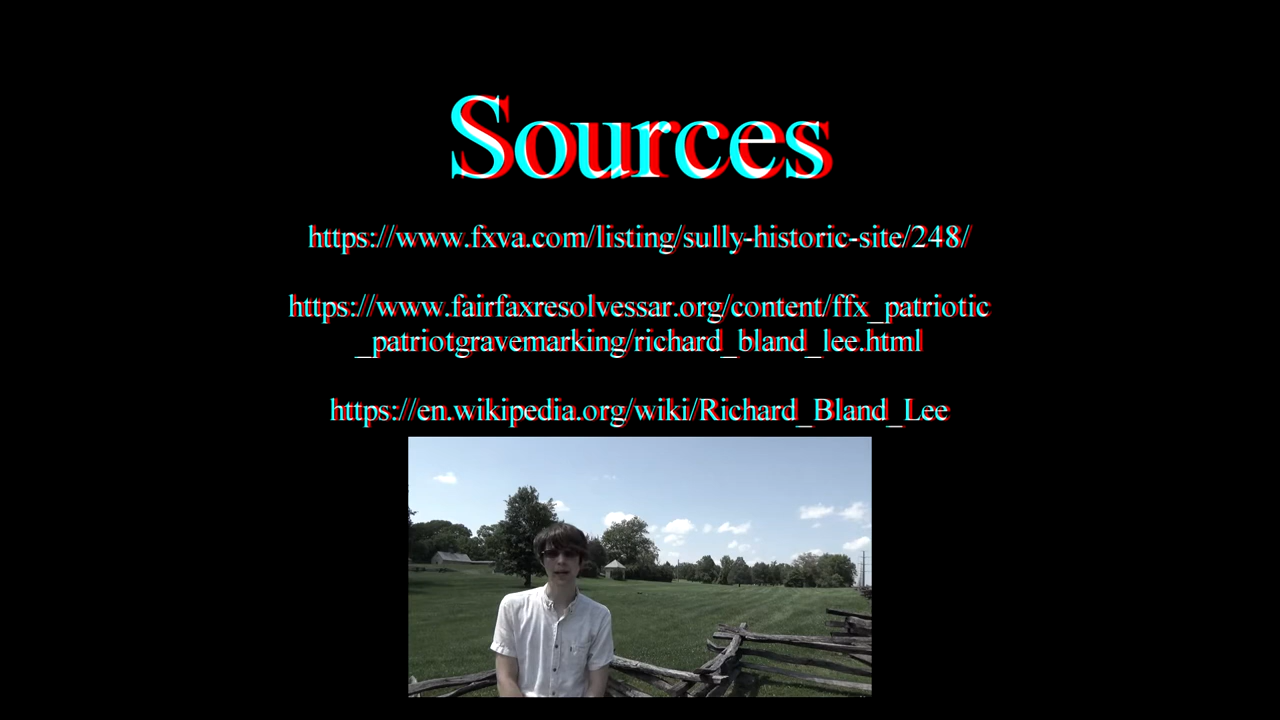 Sources
https://www.fxva.com/listing/sully-historic-site/248/
https://www.fairfaxresolvessar.org/content/ffx_patriotic
_patriotgravemarking/richard_bland_lee.html
https://en.wikipedia.org/wiki/Richard_Bland_Lee